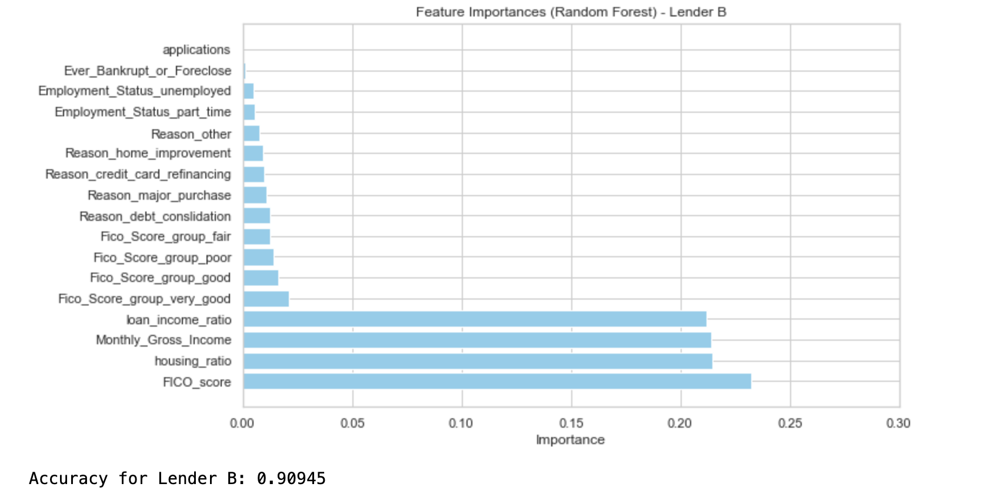 Feature Importances (Random Forest) - Lender B
applications
Ever_Bankrupt_or_Foreclose
Employment_Status_unemployed
Employment_Status_part_time
Reason_other
Reason_home_improvement
Reason_credit_card_refinancing
Reason_major_purchase
Reason_debt_conslidation
Fico_Score_group_fair
Fico_Score_group_poor
Fico_Score_group_good
Fico_Score_group_very_good
loan_income_ratio
Monthly_Gross_Income
housing_ratio
FICO_score
0.00 0.05 0.10 0.15 0.20 0.25 0.30
Importance
Accuracy for Lender B: 0.90945